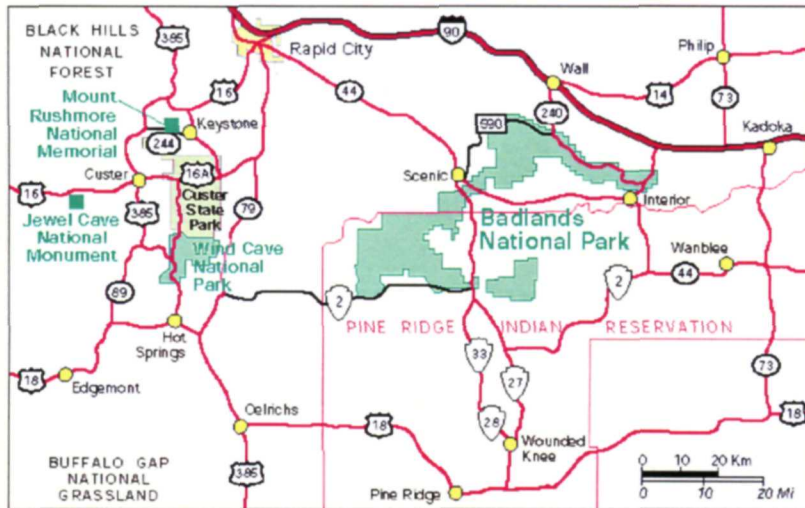 BLACK HILLS
NATIONAL
FOREST
385
Rapid City
90
Philip
Mount
Rushmore
National
Memorial
16
44
Wall
14
240
73
Keystone
244
S90
Kadoka
16A
Scenic
Custer
16
Custer
State
Park
385
79
Interior
Jewel Cave
National
Monument
Badlands
National Park
Wind Cave
National
Park
Wanblee
44
89
2
2
PINE RIDGE INDIAN RESERVATION
Hot
Springs
33
27
73
18
Edgemont
28
18
Oelrichs
18
Wounded
Knee
BUFFALO GAP
NATIONAL
GRASSLAND
385
Pine Ridge
0 10 20 Km
0 10 20 Mi